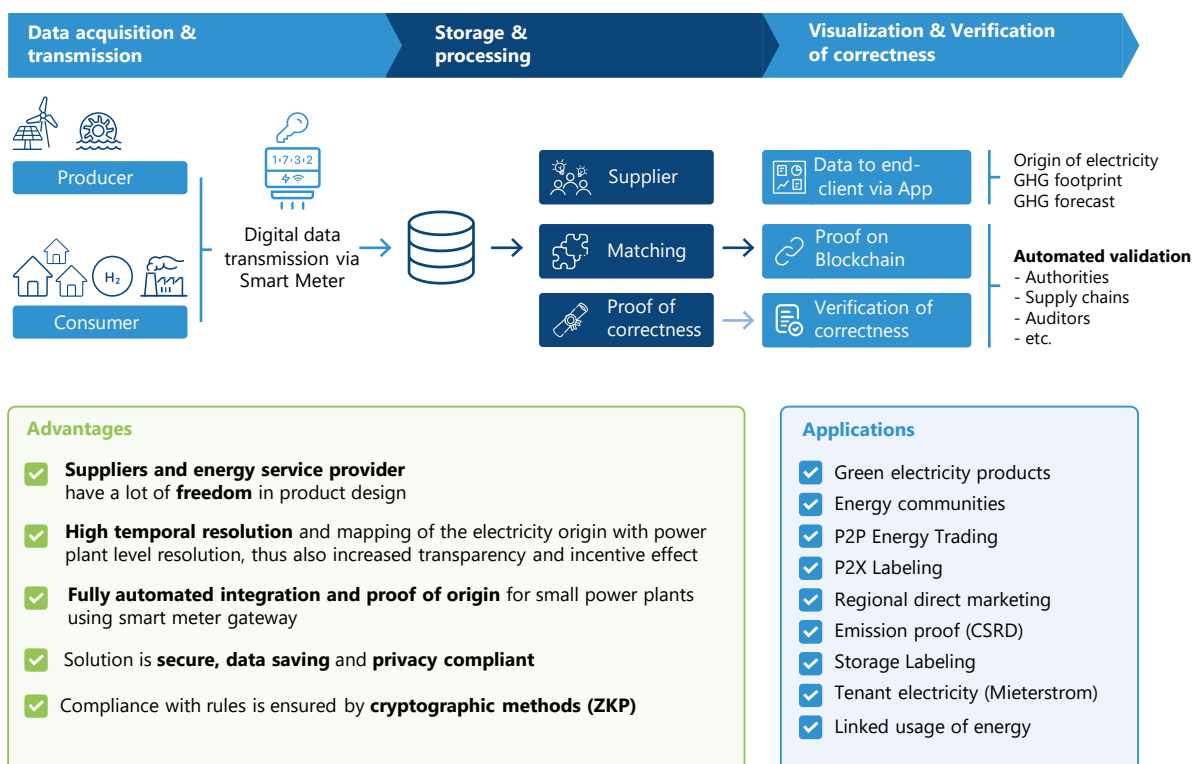 Data acquisition &
transmission
Storage &
processing
Visualization & Verification
of correctness
Producer
H₂
Consumer
1 7 3 2
Digital data
transmission via
Smart Meter
Supplier
Matching
Proof of
correctness
Data to end-
client via App
Proof on
Blockchain
Verification of
correctness
Origin of electricity
GHG footprint
GHG forecast
Automated validation
- Authorities
- Supply chains
- Auditors
- etc.
Advantages
Suppliers and energy service provider
have a lot of freedom in product design
High temporal resolution and mapping of the electricity origin with power
plant level resolution, thus also increased transparency and incentive effect
Fully automated integration and proof of origin for small power plants
using smart meter gateway
Solution is secure, data saving and privacy compliant
Compliance with rules is ensured by cryptographic methods (ZKP)
Applications
Green electricity products
Energy communities
P2P Energy Trading
P2X Labeling
Regional direct marketing
Emission proof (CSRD)
Storage Labeling
Tenant electricity (Mieterstrom)
Linked usage of energy